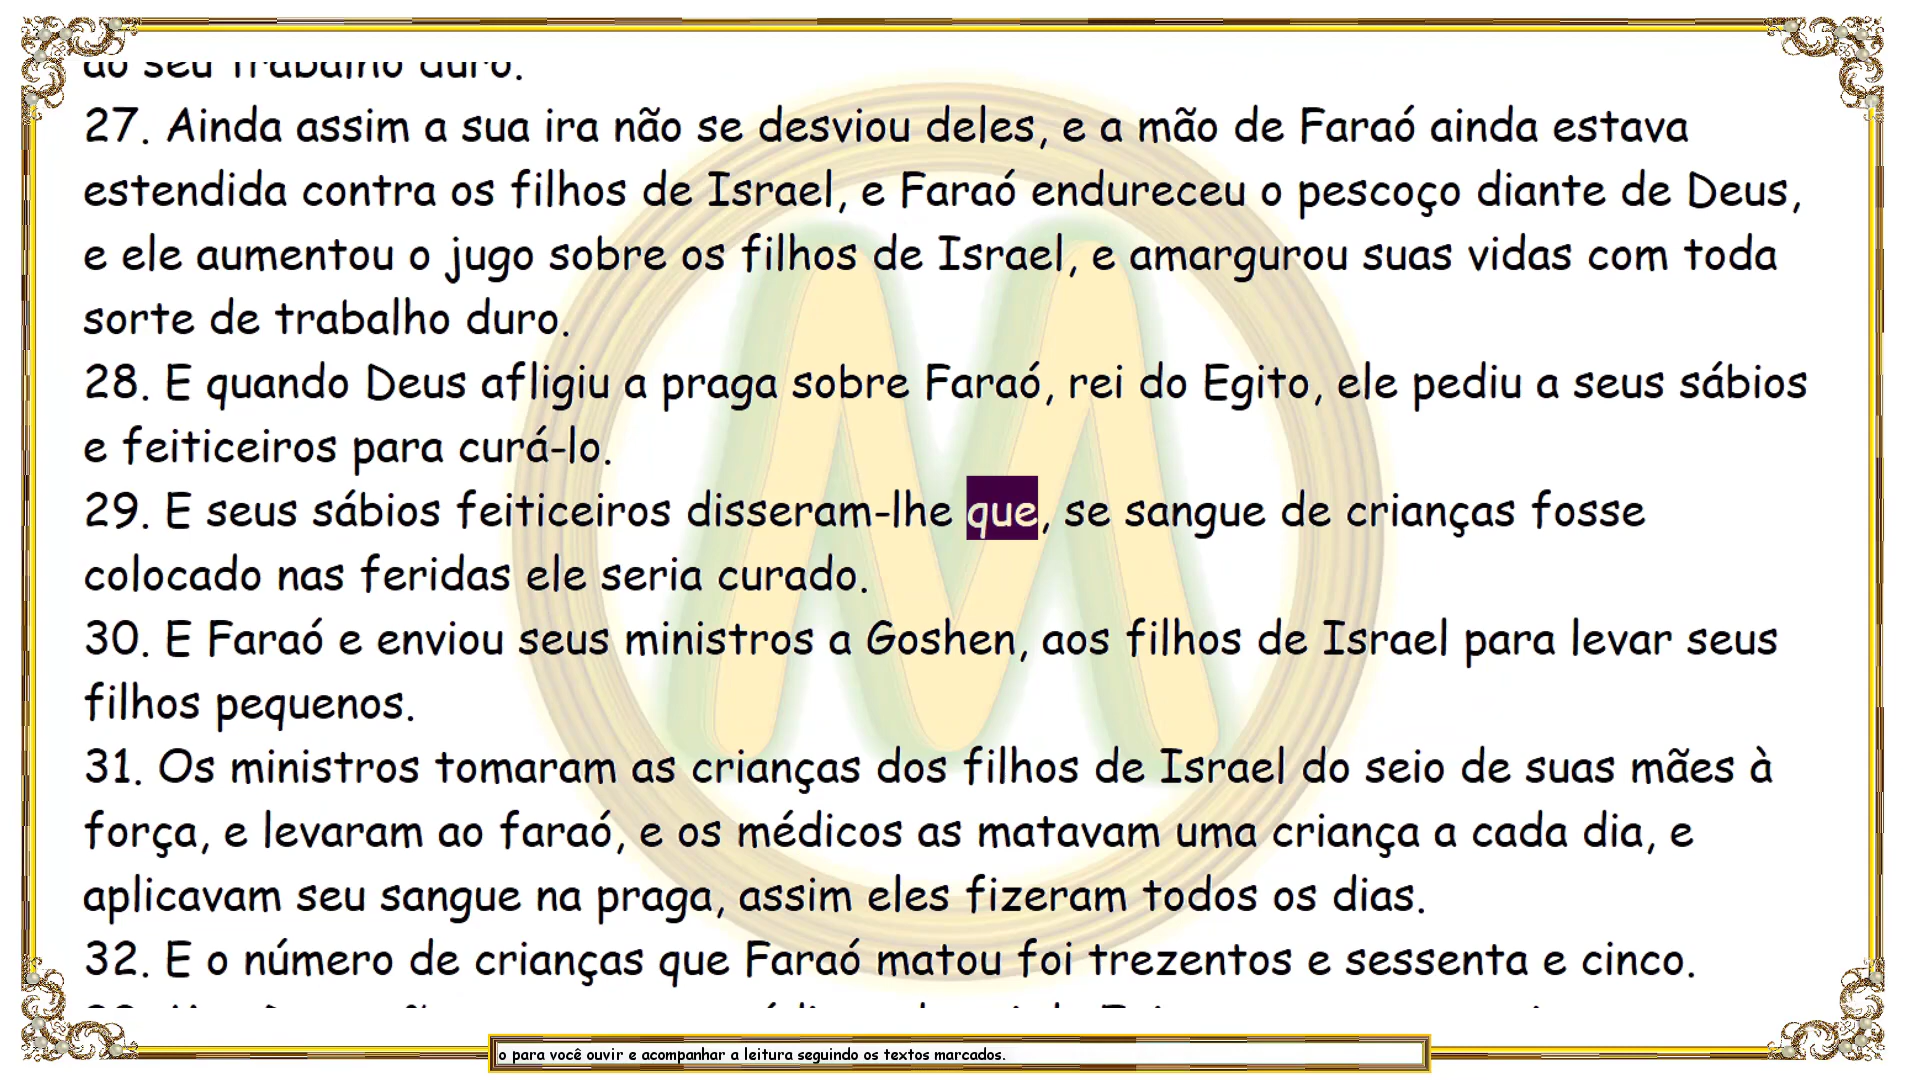 ao seu trabalho duro.
27. Ainda assim a sua ira não se desviou deles, e a mão de Faraó ainda estava
estendida contra os filhos de Israel, e Faraó endureceu o pescoço diante de Deus,
e ele aumentou o jugo sobre os filhos de Israel, e amargurou suas vidas com toda
sorte de trabalho duro.
28. E quando Deus afligiu a praga sobre Faraó, rei do Egito, ele pediu a seus sábios
e feiticeiros para curá-lo.
29. E seus sábios feiticeiros disseram-lhe que, se sangue de crianças fosse
colocado nas feridas ele seria curado.
30. E Faraó e enviou seus ministros a Goshen, aos filhos de Israel para levar seus
filhos pequenos.
31. Os ministros tomaram as crianças dos filhos de Israel do seio de suas mães à
força, e levaram ao faraó, e os médicos as matavam uma criança a cada dia, e
aplicavam seu sangue na praga, assim eles fizeram todos os dias.
32. E o número de crianças que Faraó matou foi trezentos e sessenta e cinco.
o para você ouvir e acompanhar a leitura seguindo os textos marcados.